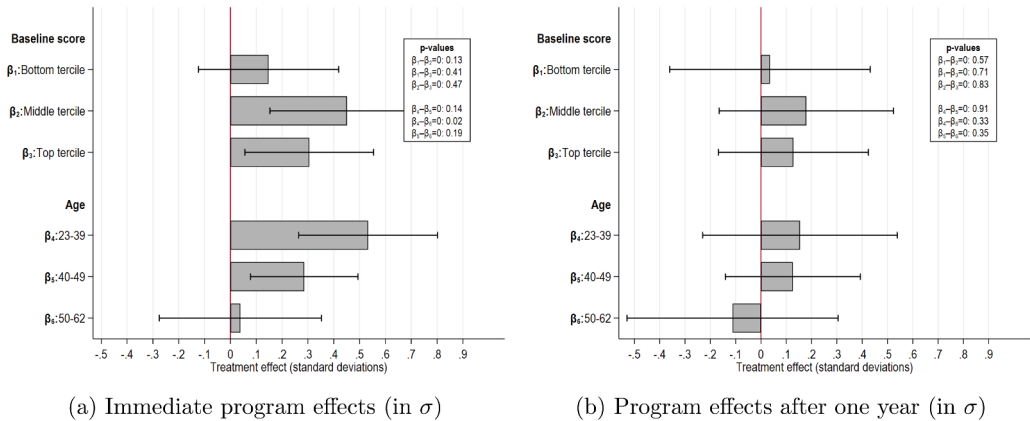 Baseline score
β₁:Bottom tercile
β₂:Middle tercile
β₃:Top tercile
Age
β₄:23-39
β₅:40-49
β₆:50-62
p-values
β₁−β₂=0: 0.13
β₁−β₃=0: 0.41
β₂−β₃=0: 0.47
β₄−β₅=0: 0.14
β₄−β₆=0: 0.02
β₅−β₆=0: 0.19
-.5 -.4 -.3 -.2 -.1 0 .1 .2 .3 .4 .5 .6 .7 .8 .9
Treatment effect (standard deviations)
(a) Immediate program effects (in σ)
Baseline score
β₁:Bottom tercile
β₂:Middle tercile
β₃:Top tercile
Age
β₄:23-39
β₅:40-49
β₆:50-62
p-values
β₁−β₂=0: 0.57
β₁−β₃=0: 0.71
β₂−β₃=0: 0.83
β₄−β₅=0: 0.91
β₄−β₆=0: 0.33
β₅−β₆=0: 0.35
-.5 -.4 -.3 -.2 -.1 0 .1 .2 .3 .4 .5 .6 .7 .8 .9
Treatment effect (standard deviations)
(b) Program effects after one year (in σ)